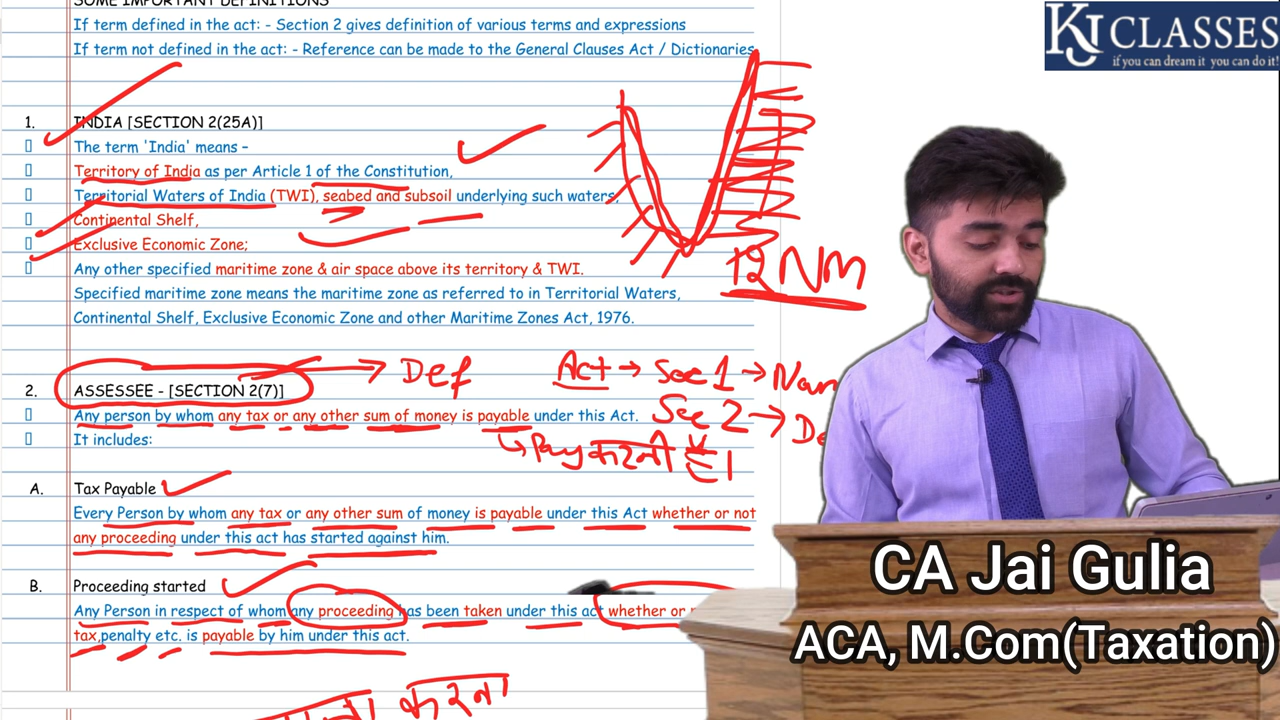 SOME IMPORTANT DEFINITIONS
If term defined in the act: - Section 2 gives definition of various terms and expressions
If term not defined in the act: - Reference can be made to the General Clauses Act / Dictionaries
KJ CLASSES
if you can dream it you can do it!
1. INDIA [SECTION 2(25A)]
The term 'India' means –
Territory of India as per Article 1 of the Constitution,
Territorial Waters of India (TWI), seabed and subsoil underlying such waters,
Continental Shelf,
Exclusive Economic Zone;
Any other specified maritime zone & air space above its territory & TWI.
Specified maritime zone means the maritime zone as referred to in Territorial Waters,
Continental Shelf, Exclusive Economic Zone and other Maritime Zones Act, 1976.
12 NM
2. ASSESSEE - [SECTION 2(7)]
→ Def
Act → Sec 1 → Nam
Any person by whom any tax or any other sum of money is payable under this Act.
Sec 2 → De
It includes:
Pay करना है
A. Tax Payable
Every Person by whom any tax or any other sum of money is payable under this Act whether or not
any proceeding under this act has started against him.
B. Proceeding started
Any Person in respect of whom any proceeding has been taken under this act whether or
tax,penalty etc. is payable by him under this act.
करना
CA Jai Gulia
ACA, M.Com(Taxation)